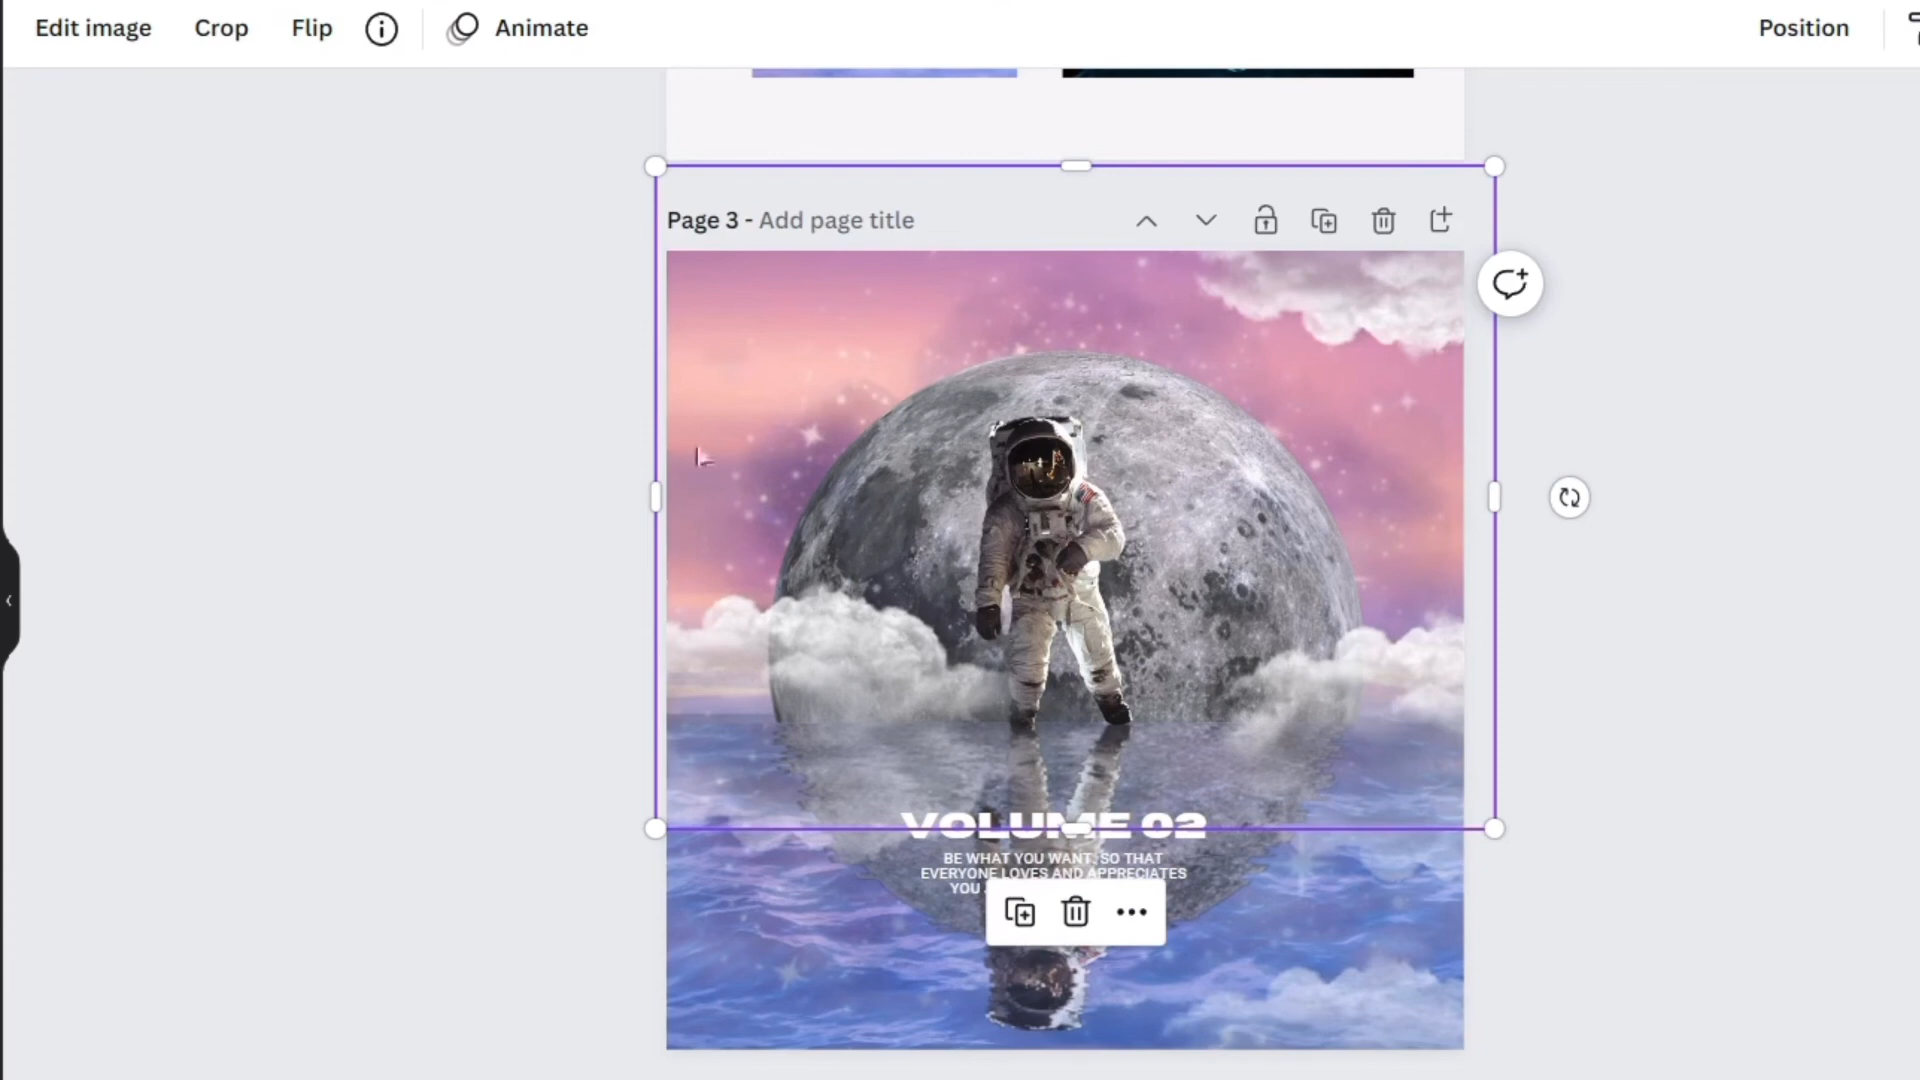 Edit image Crop Flip Animate Position
Page 3 - Add page title
VOLUME 02
BE WHAT YOU WANT, SO THAT
EVERYONE LOVES AND APPRECIATES
YOU